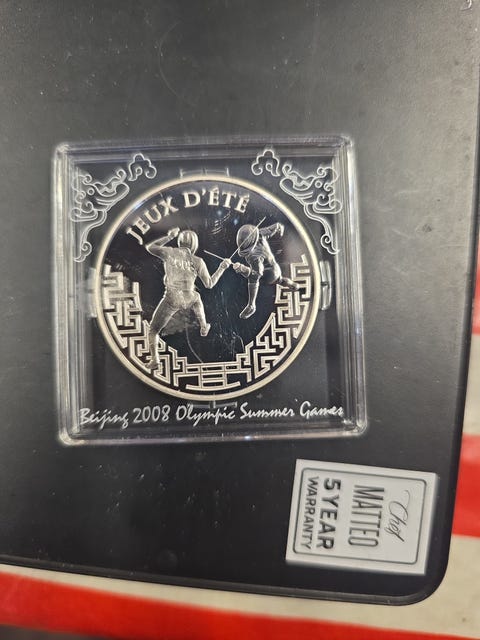 JEUX D'ÉTÉ
Beijing 2008 Olympic Summer Games
Chef
MATTEO
5 YEAR
WARRANTY